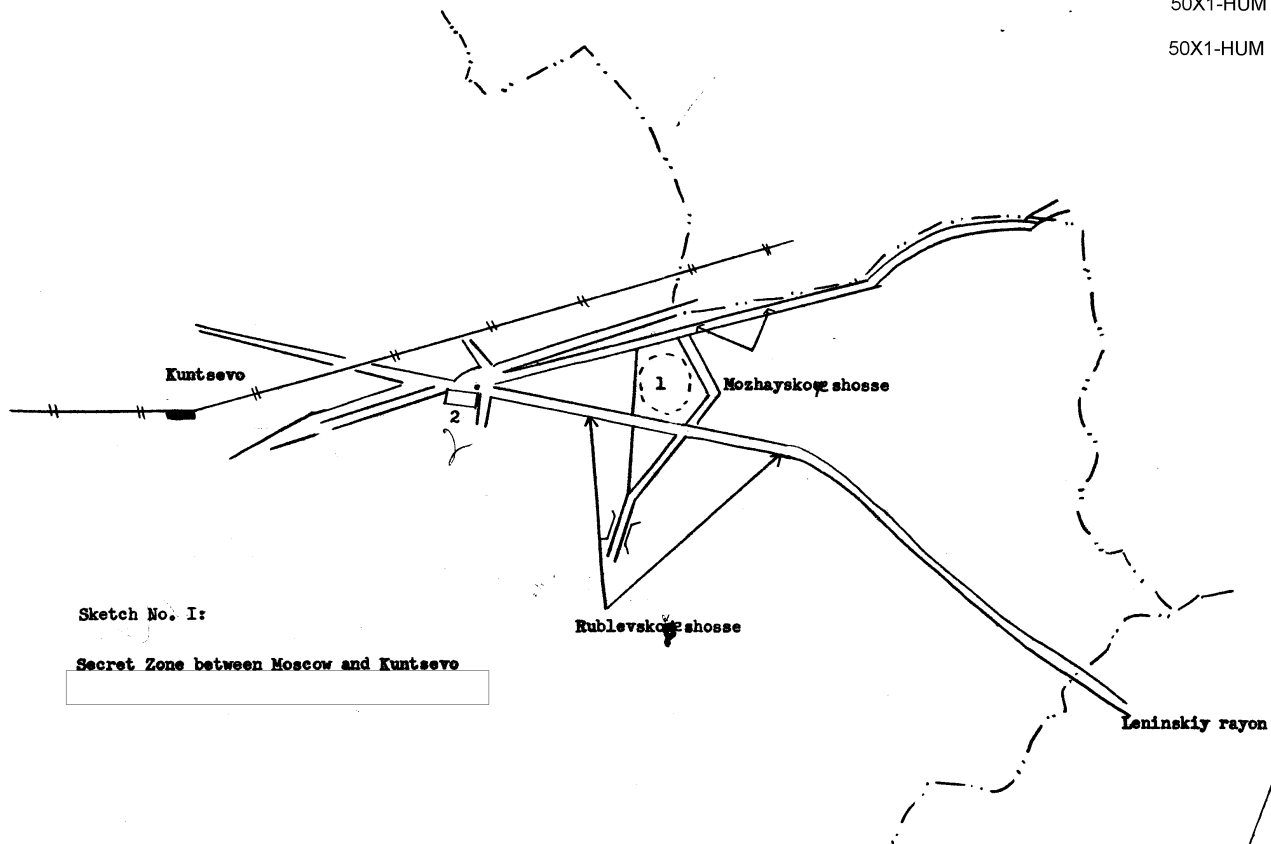 50X1-HUM
50X1-HUM
Kuntsevo
1
Mozhayskoye shosse
2
Sketch No. I:
Rublevskoye shosse
Secret Zone between Moscow and Kuntsevo
Leninskiy rayon